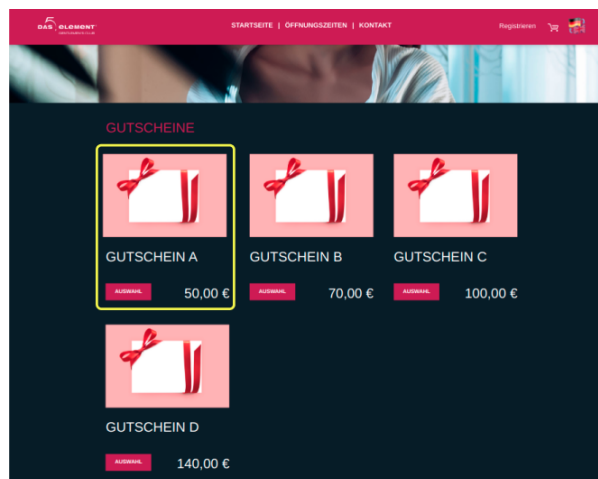 DAS ELEMENT
STARTSEITE | ÖFFNUNGSZEITEN | KONTAKT
Registrieren
GUTSCHEINE
GUTSCHEIN A
AUSWAHL 50,00 €
GUTSCHEIN B
AUSWAHL 70,00 €
GUTSCHEIN C
AUSWAHL 100,00 €
GUTSCHEIN D
AUSWAHL 140,00 €